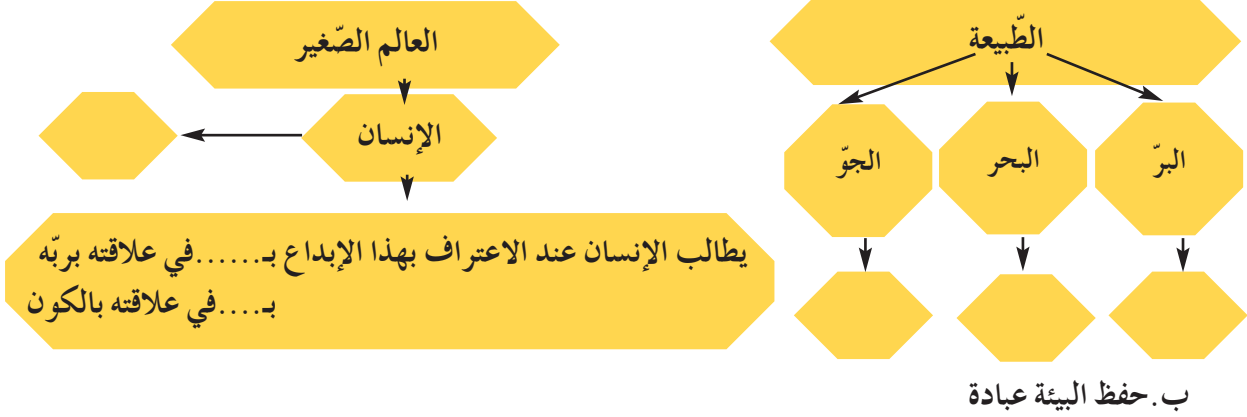 الطّبيعة
البرّ
البحر
الجوّ
العالم الصّغير
الإنسان
يطالب الإنسان عند الاعتراف بهذا الإبداع بـ......في علاقته بربّه
بـ....في علاقته بالكون
ب.حفظ البيئة عبادة